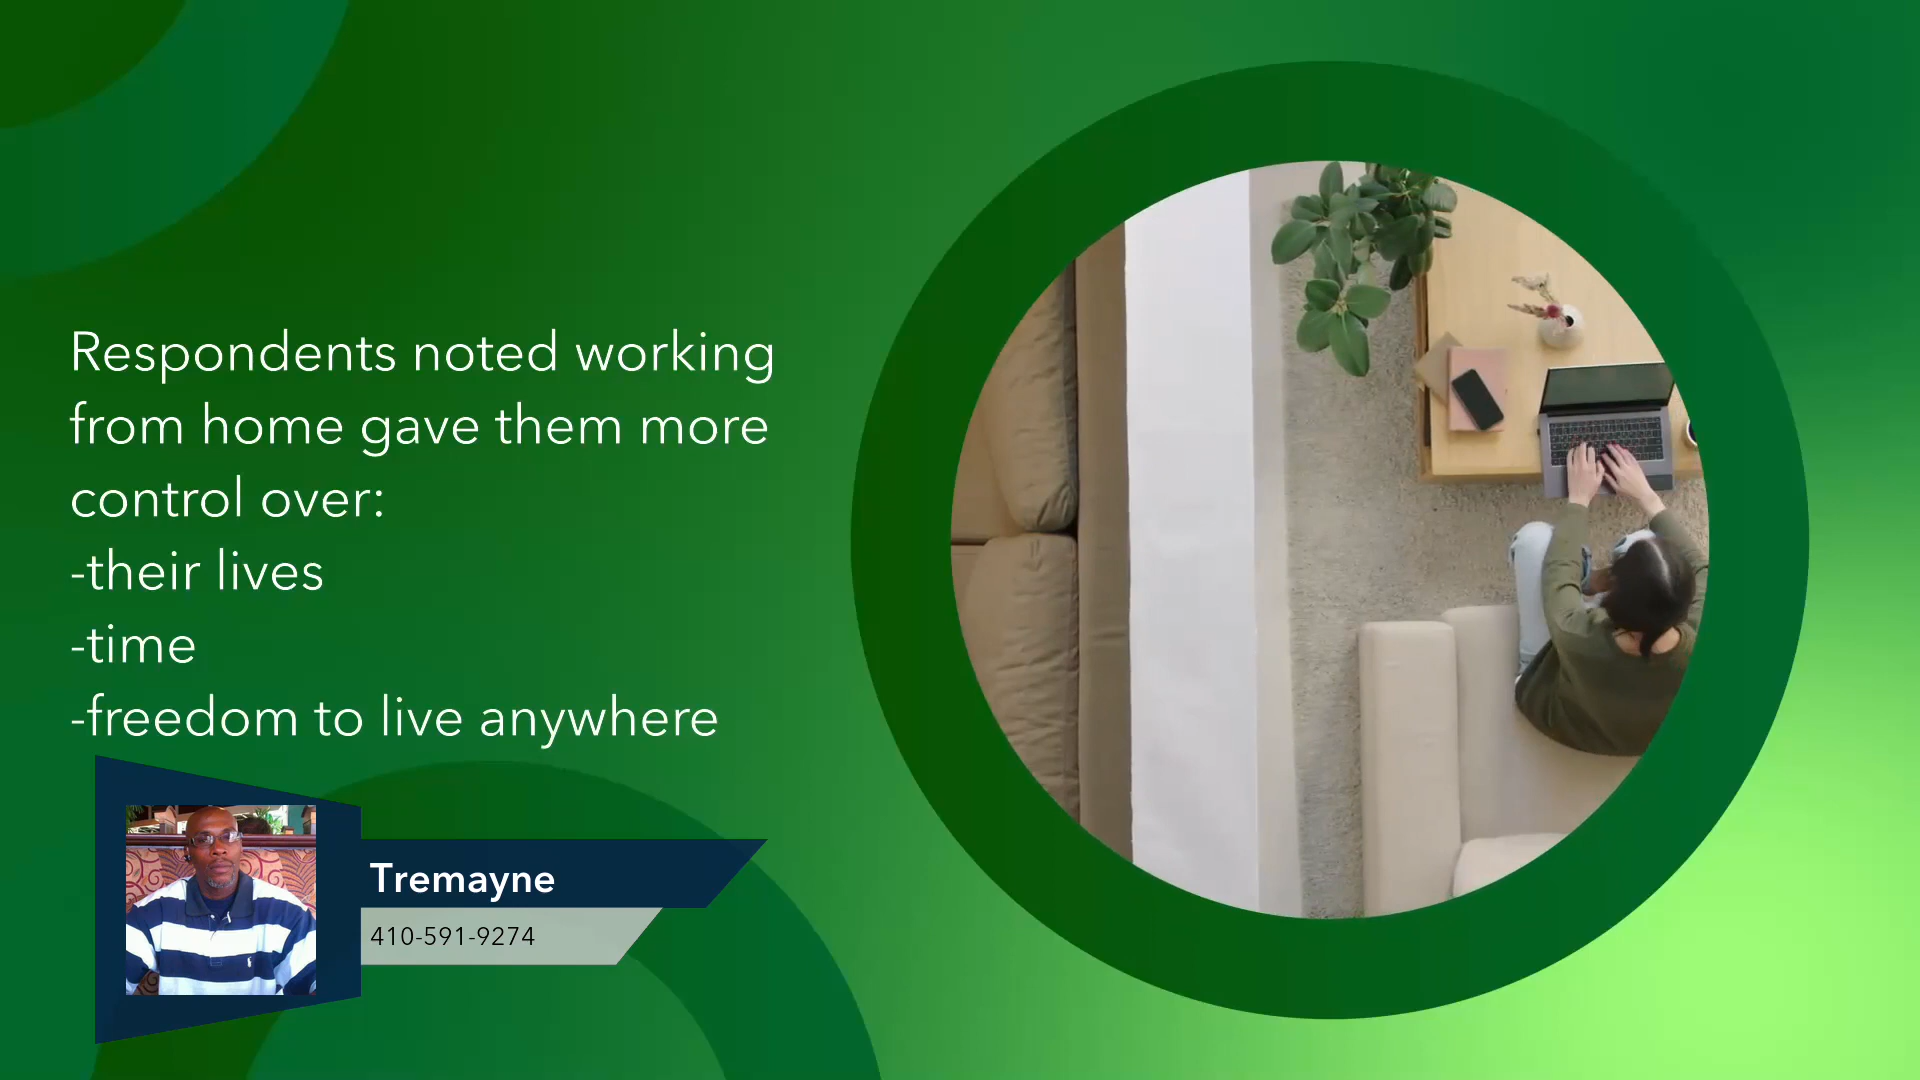 Respondents noted working
from home gave them more
control over:
-their lives
-time
-freedom to live anywhere
Tremayne
410-591-9274